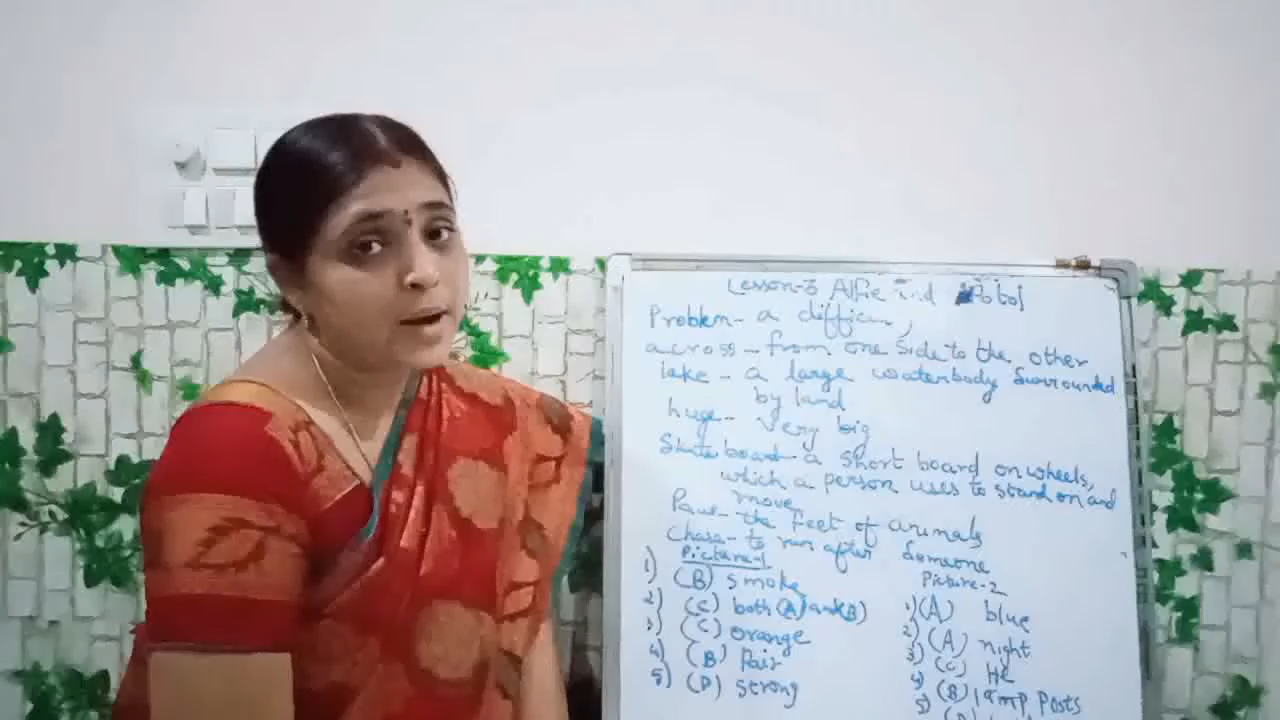 Lesson-3 Alfie and
Problem - a
across - from one side to the other
lake - a large waterbody surrounded
by land
huge - Very big
Skate board - a short board on wheels,
which a person uses to stand on and
move
Paw - the feet of animals
Chase - to run after Someone
Picture-1
1) (B) smoke
2) (C) both (A) and (B)
3) (C) orange
4) (B) Pair
5) (D) strong
Picture-2
1) (A) blue
2) (A) night
3) (C) He
4) (B) lamp Posts
5) (D)